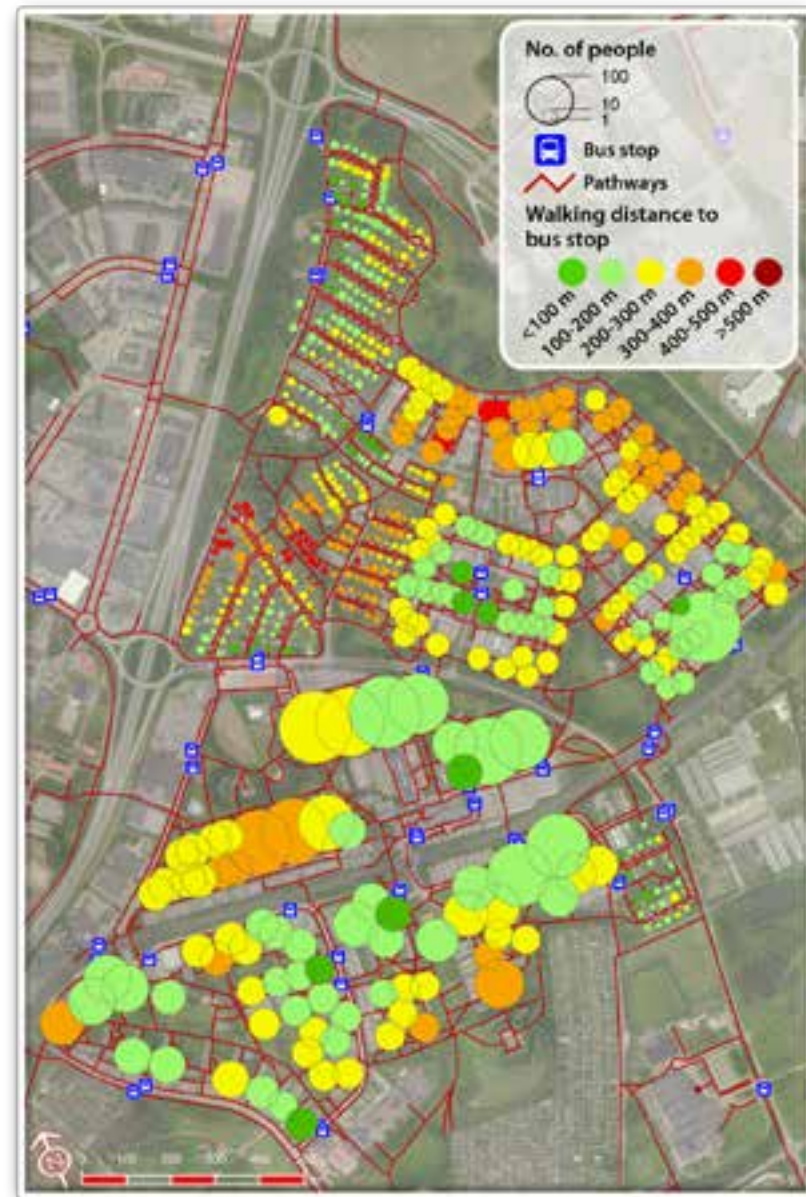 No. of people
100
10
1
Bus stop
Pathways
Walking distance to
bus stop
<100 m
100-200 m
200-300 m
300-400 m
400-500 m
>500 m